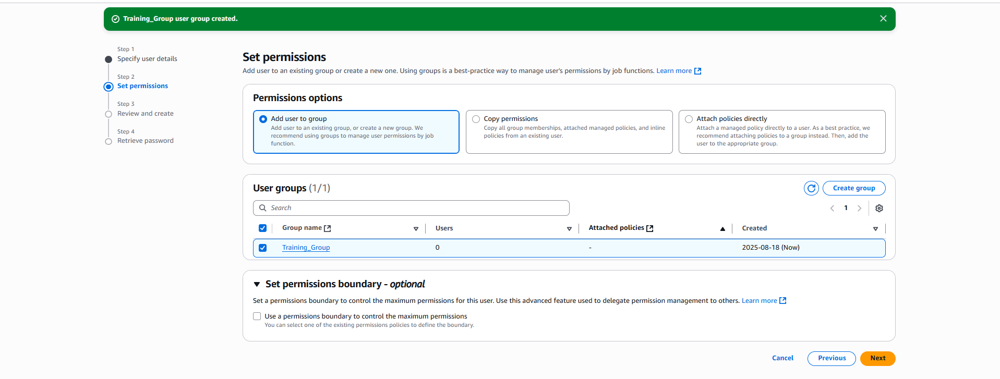 Training_Group user group created.
Step 1
Specify user details
Step 2
Set permissions
Step 3
Review and create
Step 4
Retrieve password
Set permissions
Add user to an existing group or create a new one. Using groups is a best-practice way to manage user's permissions by job functions. Learn more
Permissions options
Add user to group
Add user to an existing group, or create a new group. We
recommend using groups to manage user permissions by job
function.
Copy permissions
Copy all group memberships, attached managed policies, and inline
policies from an existing user.
Attach policies directly
Attach a managed policy directly to a user. As a best practice, we
recommend attaching policies to a group instead. Then, add the
user to the appropriate group.
User groups (1/1)
Create group
Search
1
Group name Users Attached policies Created
Training_Group 0 - 2025-08-18 (Now)
Set permissions boundary - optional
Set a permissions boundary to control the maximum permissions for this user. Use this advanced feature used to delegate permission management to others. Learn more
Use a permissions boundary to control the maximum permissions
You can select one of the existing permissions policies to define the boundary.
Cancel Previous Next